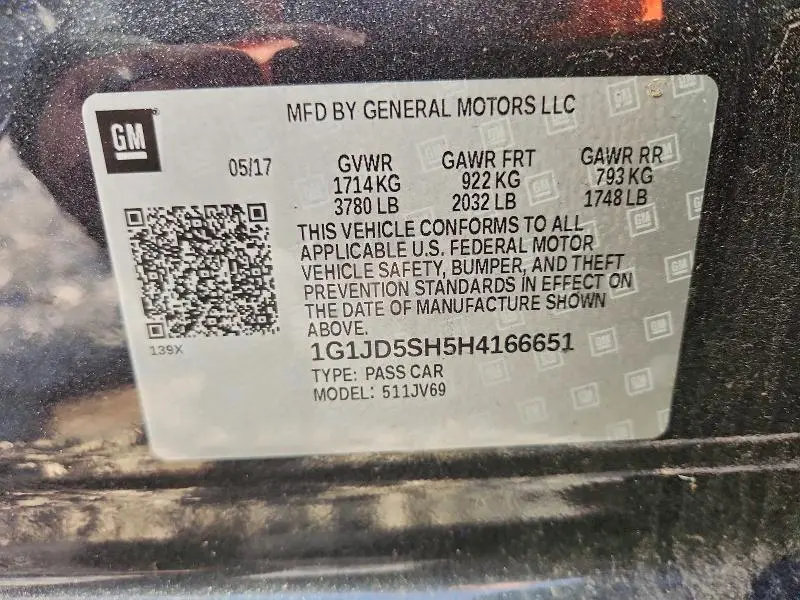 MFD BY GENERAL MOTORS LLC
GM
05/17
GVWR GAWR FRT GAWR RR
1714 KG 922 KG 793 KG
3780 LB 2032 LB 1748 LB
THIS VEHICLE CONFORMS TO ALL
APPLICABLE U.S. FEDERAL MOTOR
VEHICLE SAFETY, BUMPER, AND THEFT
PREVENTION STANDARDS IN EFFECT ON
THE DATE OF MANUFACTURE SHOWN
ABOVE.
139X
1G1JD5SH5H4166651
TYPE: PASS CAR
MODEL: 511JV69